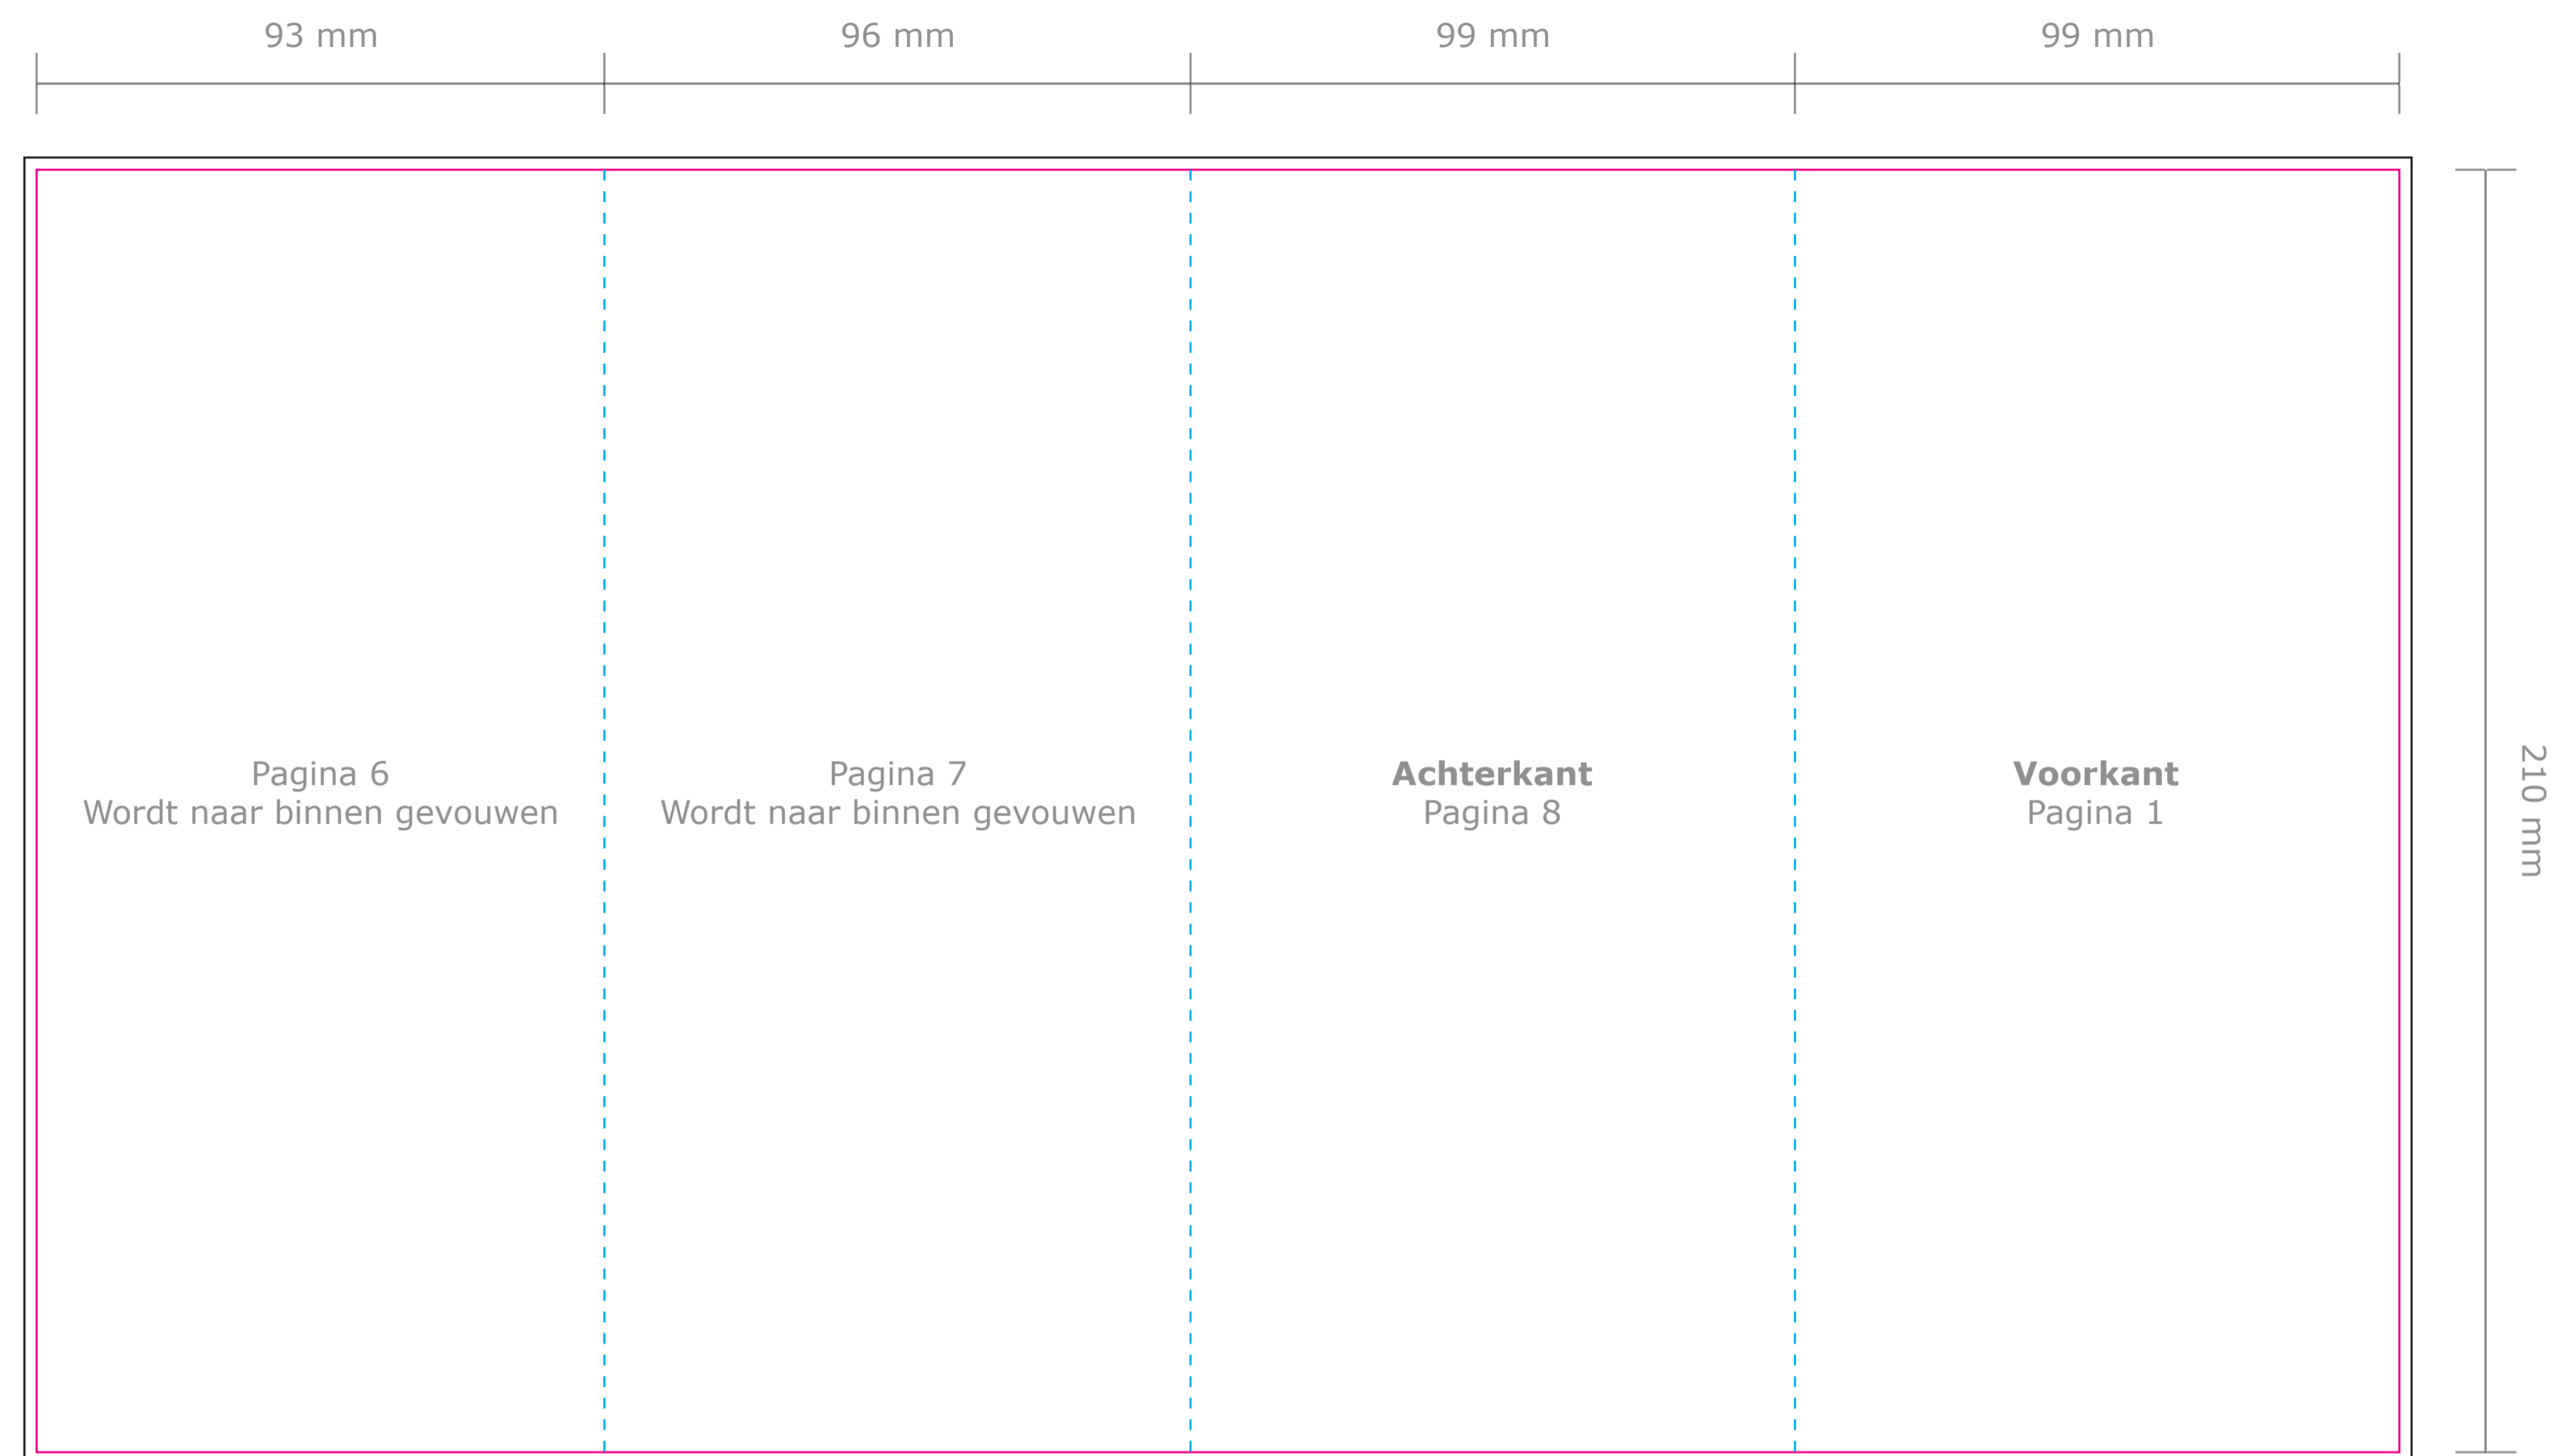 93 mm
96 mm
99 mm
99 mm
Pagina 6
Wordt naar binnen gevouwen
Pagina 7
Wordt naar binnen gevouwen
Achterkant
Pagina 8
Voorkant
Pagina 1
210 mm